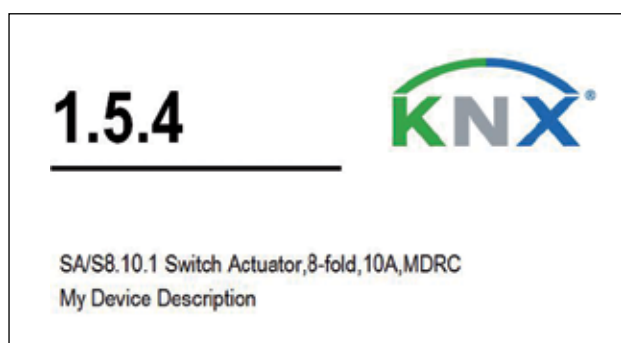 1.5.4
KNX®
SA/S8.10.1 Switch Actuator,8-fold,10A,MDRC
My Device Description